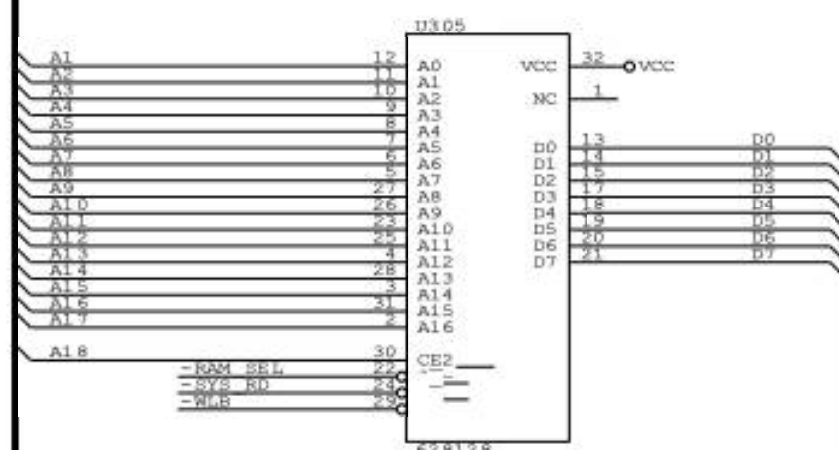 U305
A1 12 A0 VCC 32 VCC
A2 11 A1
A3 10 A2 NC 1
A4 9 A3
A5 8 A4
A6 7 A5 D0 13 D0
A7 6 A6 D1 14 D1
A8 5 A7 D2 15 D2
A9 27 A8 D3 17 D3
A10 26 A9 D4 18 D4
A11 23 A10 D5 19 D5
A12 25 A11 D6 20 D6
A13 4 A12 D7 21 D7
A14 28 A13
A15 3 A14
A16 31 A15
A17 2 A16
A18 30 CE2
-RAM SEL 22
-SYS RD 24
-WLB 29
628128